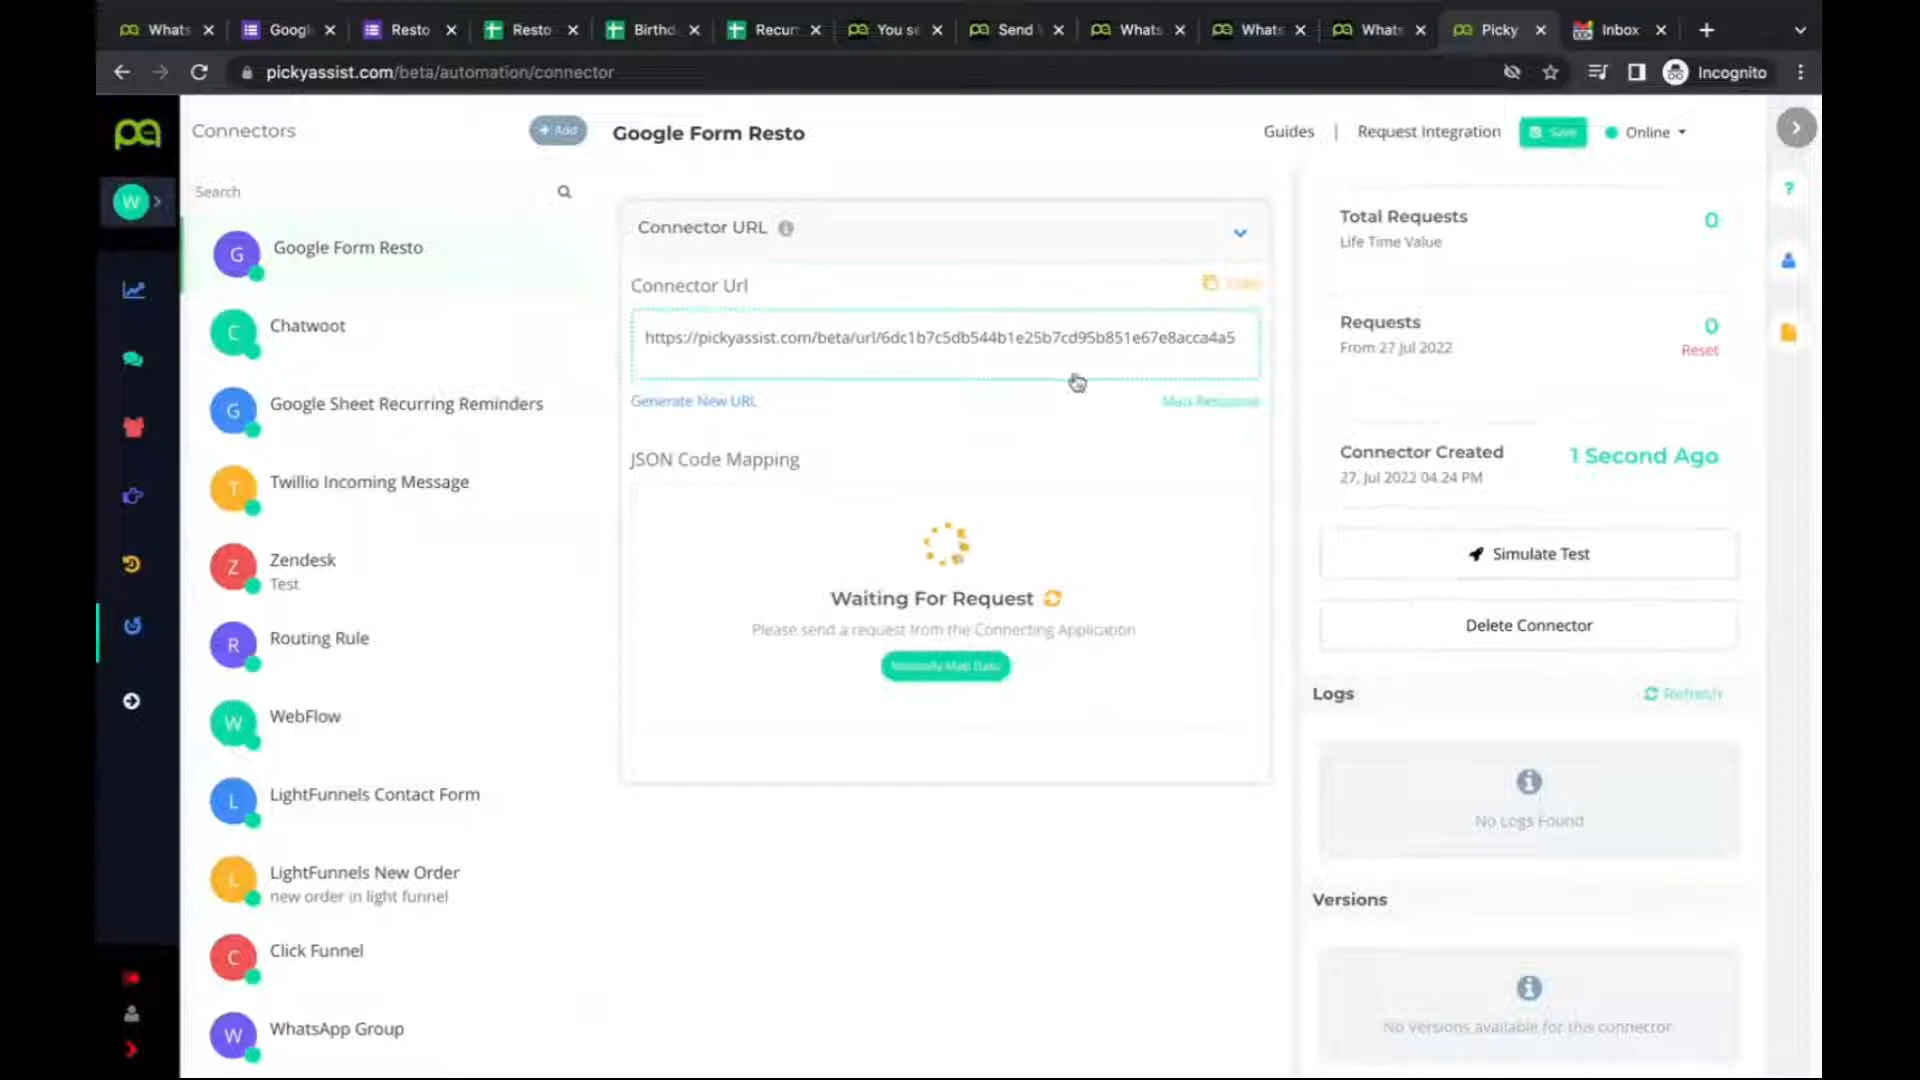 Whats
Googl
Resto
Resto
Birthd
Recurr
You se
Send
Whats
Whats
Whats
Picky
Inbox
pickyassist.com/beta/automation/connector
Incognito
Connectors
+ Add
Google Form Resto
Guides | Request Integration
Save
Online
W
Search
G
Google Form Resto
C
Chatwoot
G
Google Sheet Recurring Reminders
T
Twillio Incoming Message
Z
Zendesk
Test
R
Routing Rule
W
WebFlow
L
LightFunnels Contact Form
L
LightFunnels New Order
new order in light funnel
C
Click Funnel
W
WhatsApp Group
Connector URL
Connector Url
https://pickyassist.com/beta/url/6dc1b7c5db544b1e25b7cd95b851e67e8acca4a5
Generate New URL
Map Response
JSON Code Mapping
Waiting For Request
Please send a request from the Connecting Application
Map Data
Total Requests
0
Life Time Value
Requests
0
From 27 Jul 2022
Reset
Connector Created
1 Second Ago
27, Jul 2022 04.24 PM
Simulate Test
Delete Connector
Logs
Refresh
No Logs Found
Versions
No versions available for this connector